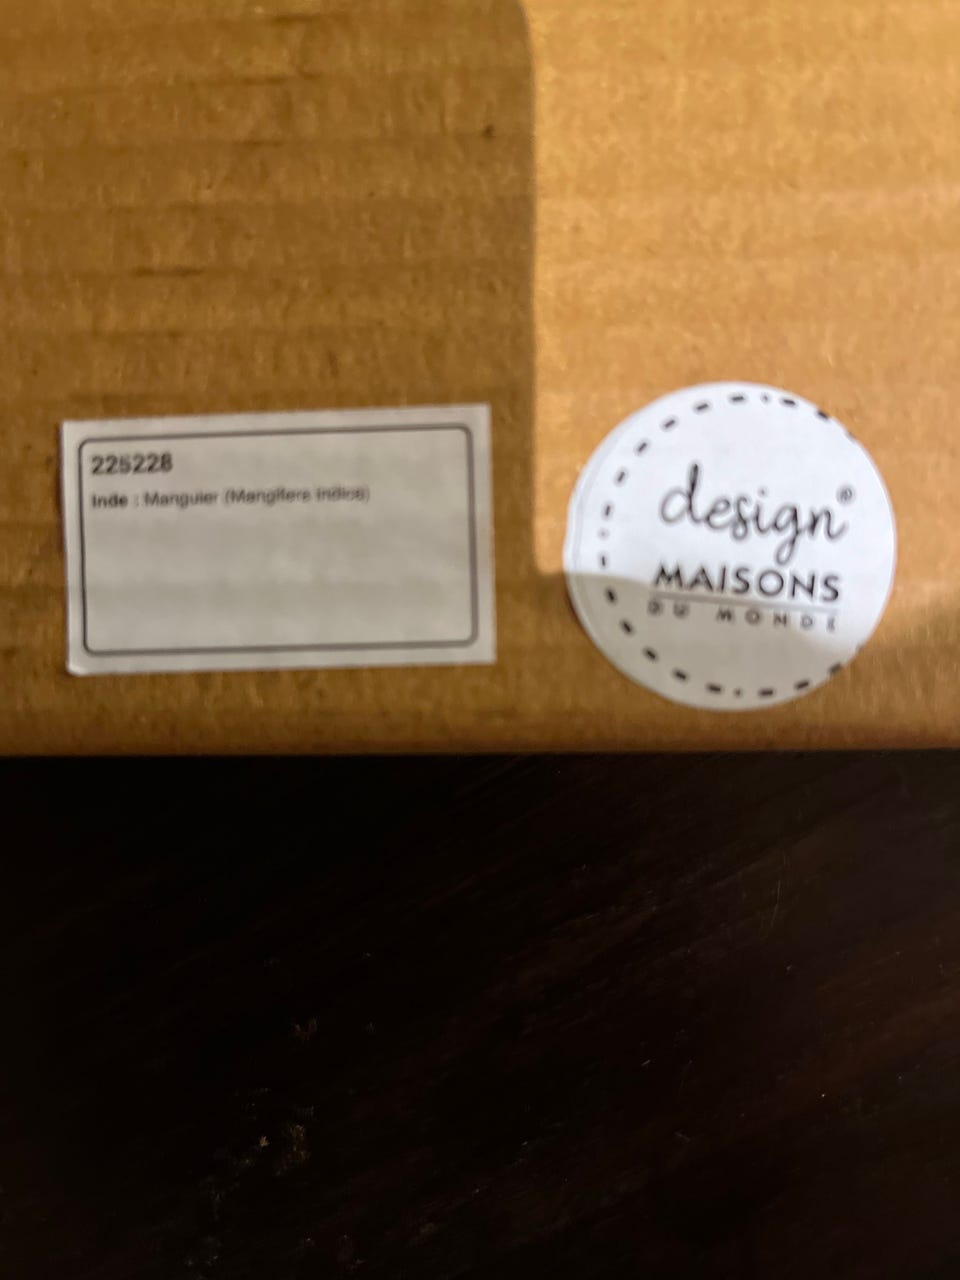 225228
Inde : Manguier (Mangifera indica)
design®
MAISONS
DU MONDE